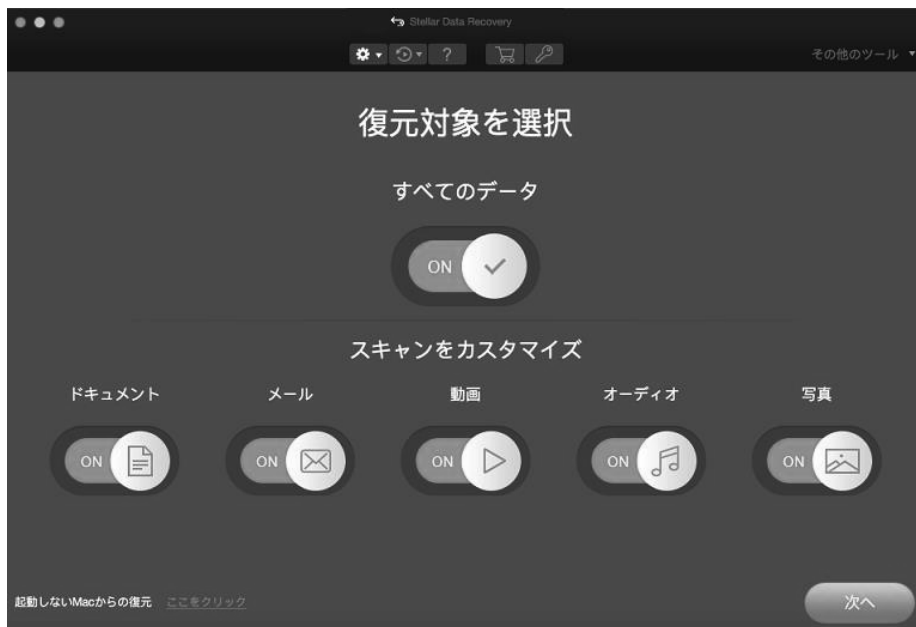 Stellar Data Recovery
?
その他のツール
復元対象を選択
すべてのデータ
ON
スキャンをカスタマイズ
ドキュメント メール 動画 オーディオ 写真
ON ON ON ON ON
起動しないMacからの復元 ここをクリック
次へ